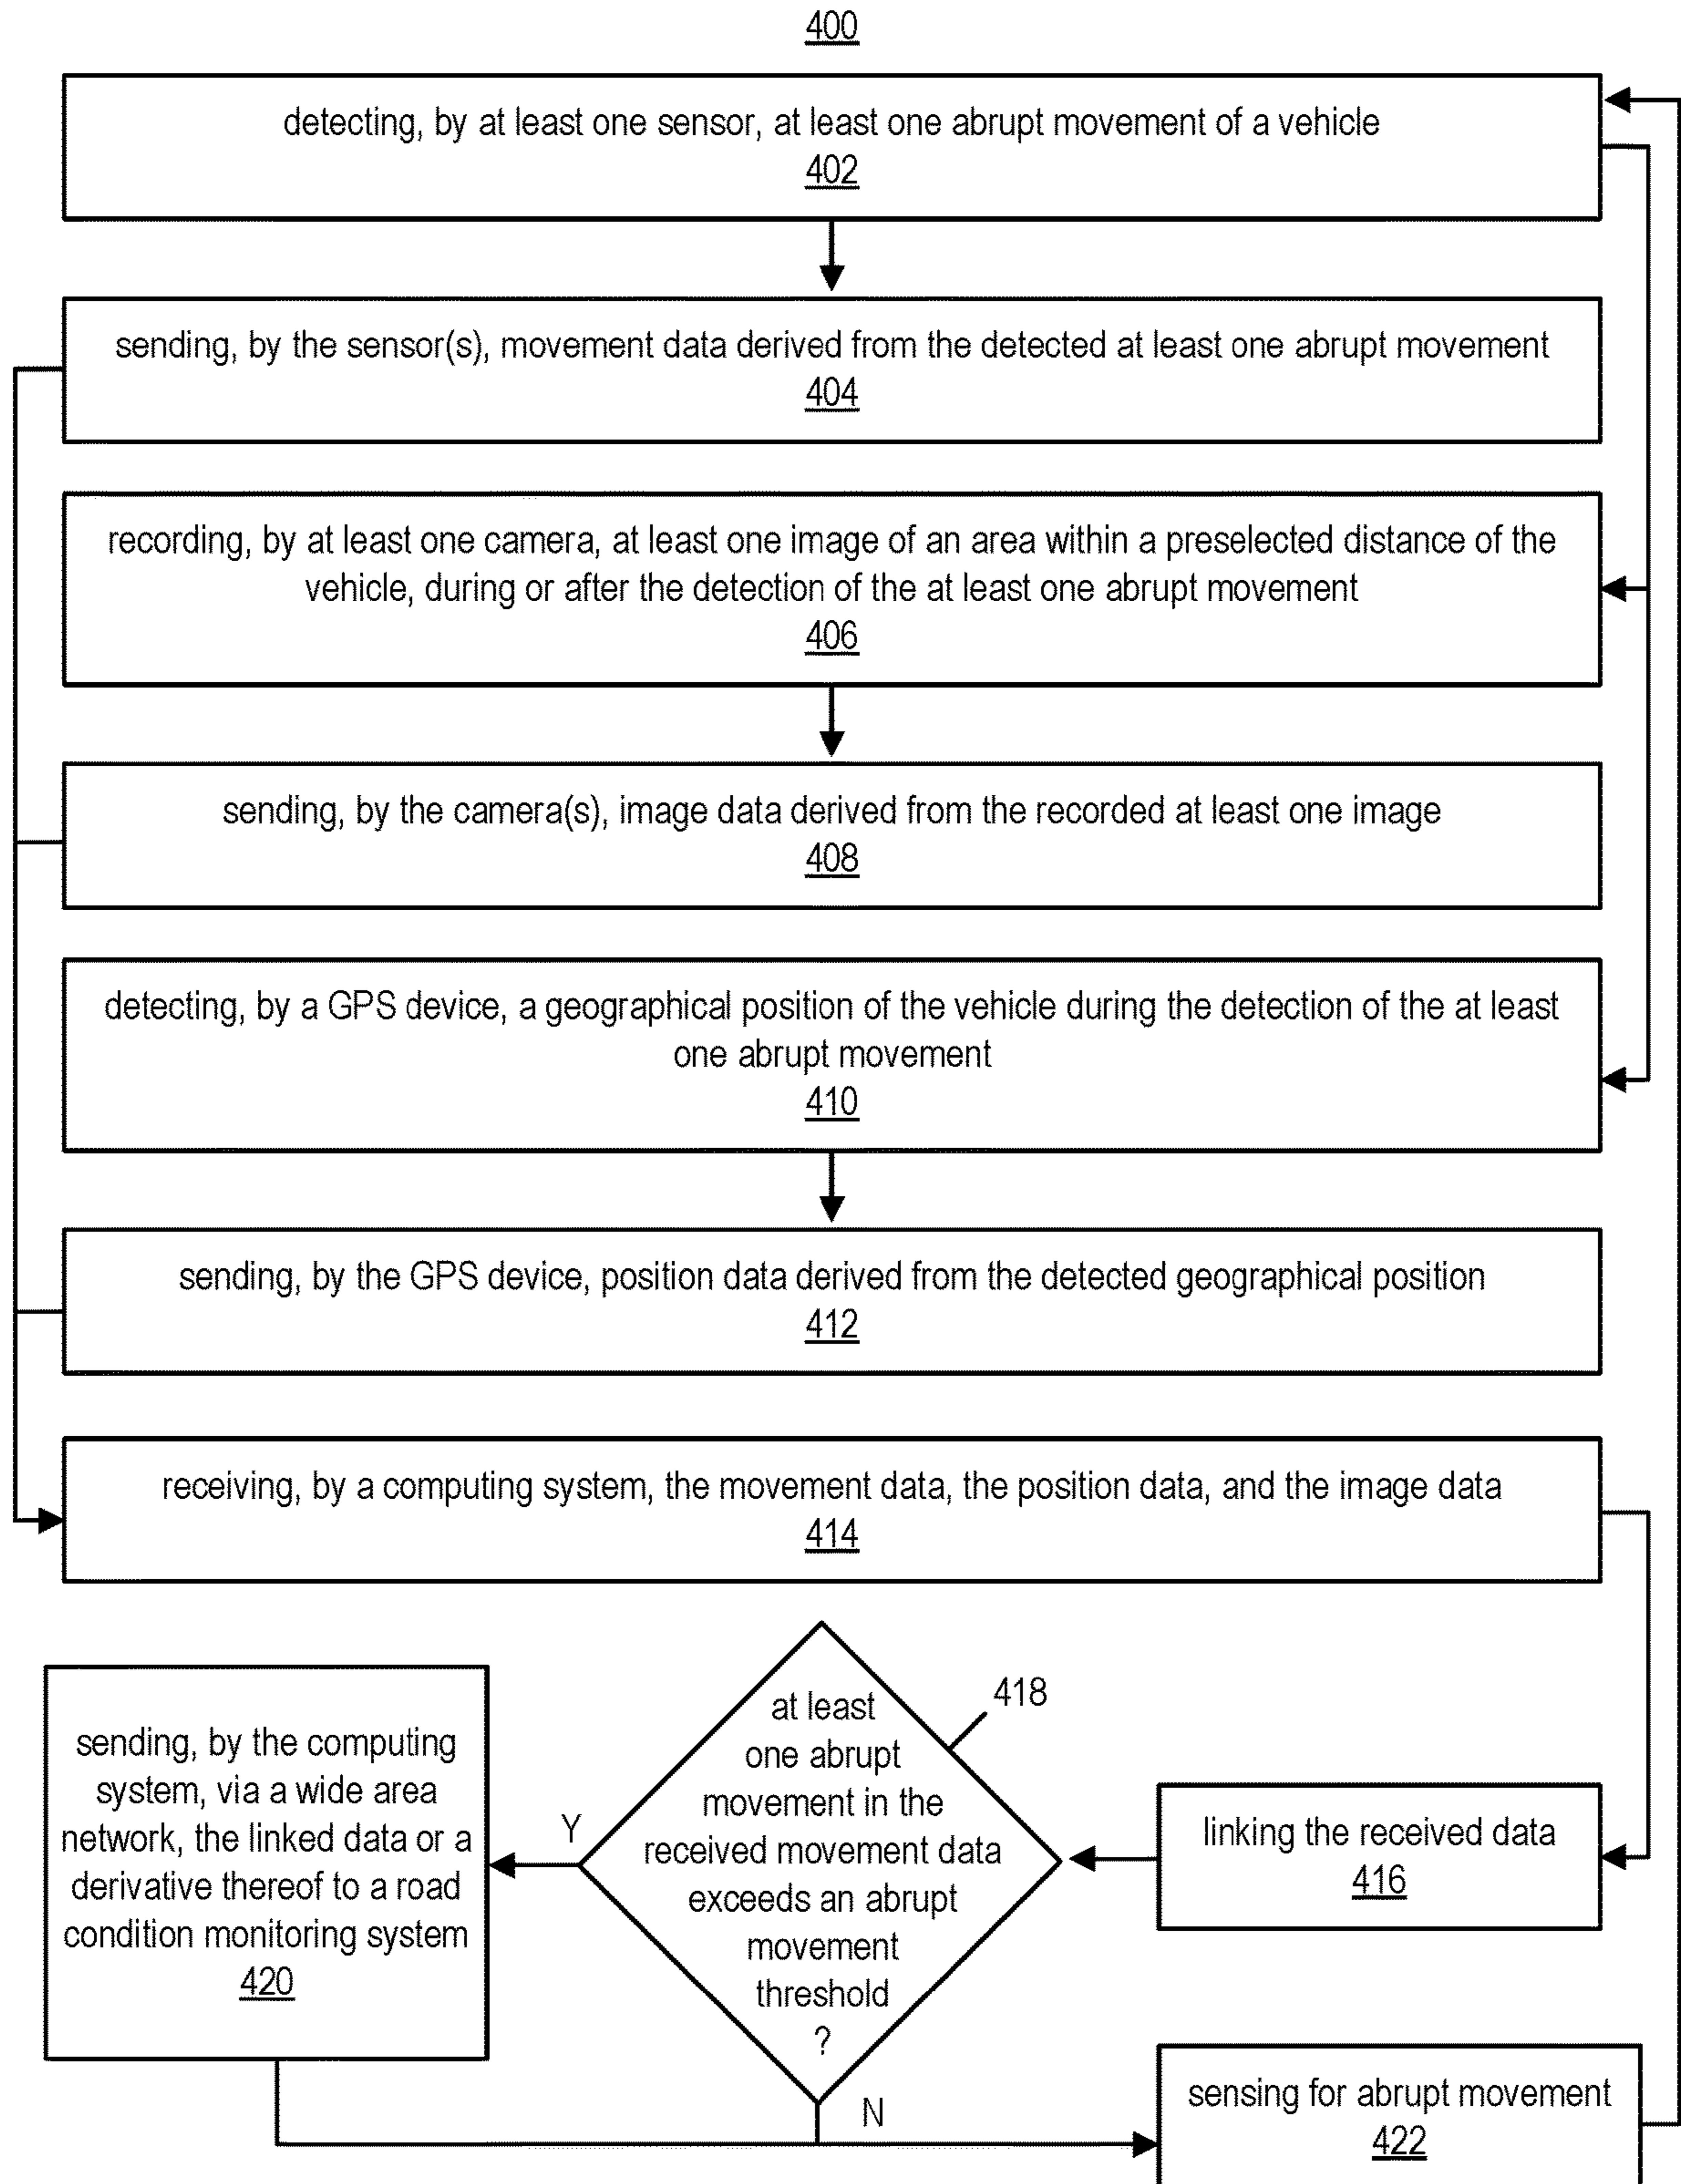 400
detecting, by at least one sensor, at least one abrupt movement of a vehicle
402
sending, by the sensor(s), movement data derived from the detected at least one abrupt movement
404
recording, by at least one camera, at least one image of an area within a preselected distance of the
vehicle, during or after the detection of the at least one abrupt movement
406
sending, by the camera(s), image data derived from the recorded at least one image
408
detecting, by a GPS device, a geographical position of the vehicle during the detection of the at least
one abrupt movement
410
sending, by the GPS device, position data derived from the detected geographical position
412
receiving, by a computing system, the movement data, the position data, and the image data
414
linking the received data
416
418
at least
one abrupt
movement in the
received movement data
exceeds an abrupt
movement
threshold
?
Y
sending, by the computing
system, via a wide area
network, the linked data or a
derivative thereof to a road
condition monitoring system
420
N
sensing for abrupt movement
422